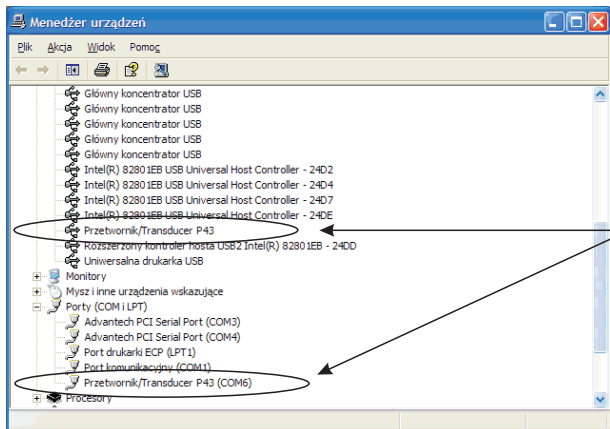 Menedżer urządzeń
Plik Akcja Widok Pomoc
Główny koncentrator USB
Główny koncentrator USB
Główny koncentrator USB
Główny koncentrator USB
Główny koncentrator USB
Intel(R) 82801EB USB Universal Host Controller - 24D2
Intel(R) 82801EB USB Universal Host Controller - 24D4
Intel(R) 82801EB USB Universal Host Controller - 24D7
Intel(R) 82801EB USB Universal Host Controller - 24DE
Przetwornik/Transducer P43
Rozszerzony kontroler hosta USB2 Intel(R) 82801EB - 24DD
Uniwersalna drukarka USB
Monitory
Mysz i inne urządzenia wskazujące
Porty (COM i LPT)
Advantech PCI Serial Port (COM3)
Advantech PCI Serial Port (COM4)
Port drukarki ECP (LPT1)
Port komunikacyjny (COM1)
Przetwornik/Transducer P43 (COM6)
Procesory